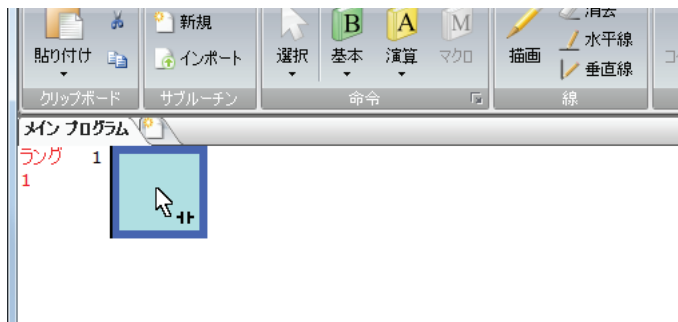 新規
消去
B
A
M
水平線
貼り付け
インポート
選択
基本
演算
マクロ
描画
垂直線
クリップボード
サブルーチン
命令
線
メイン プログラム
ラング 1
1